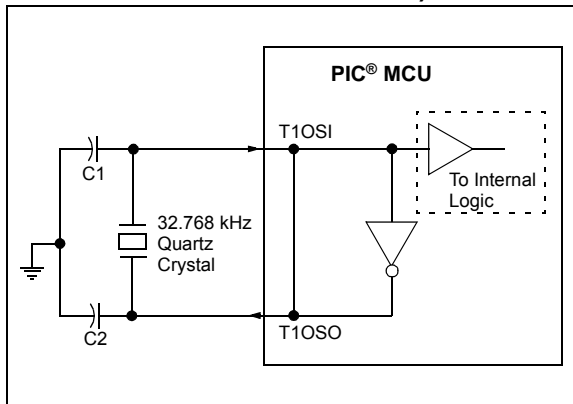 PIC® MCU
T1OSI
To Internal
Logic
C1
32.768 kHz
Quartz
Crystal
T1OSO
C2